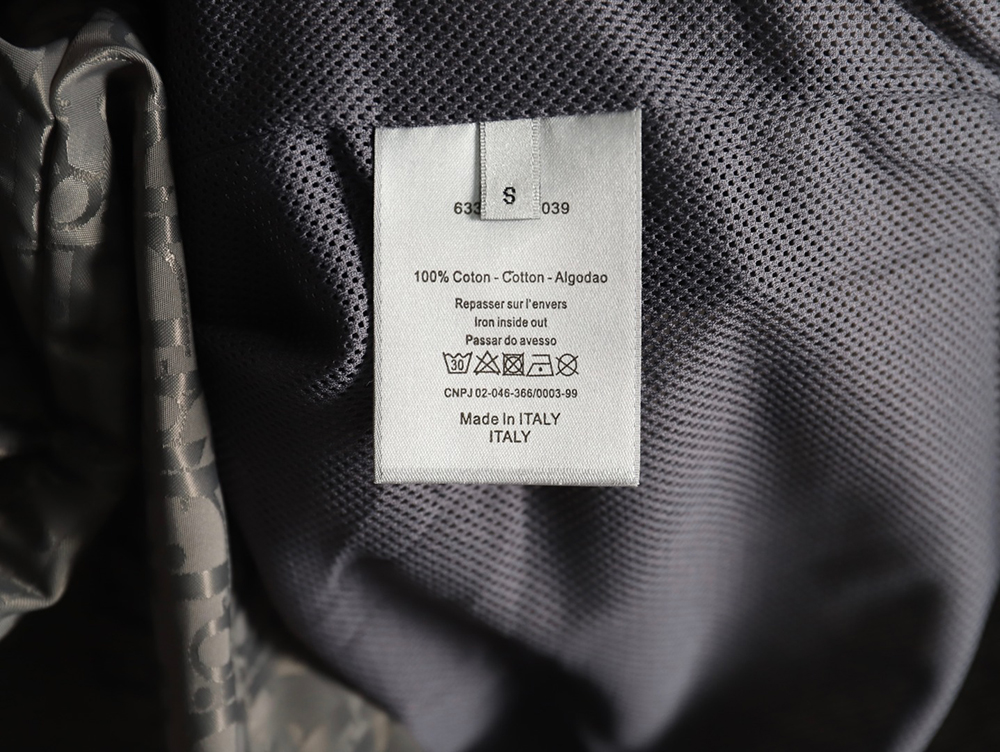 S
633 039
100% Coton - Cotton - Algodao
Repasser sur l'envers
Iron inside out
Passar do avesso
30
CNPJ 02-046-366/0003-99
Made In ITALY
ITALY